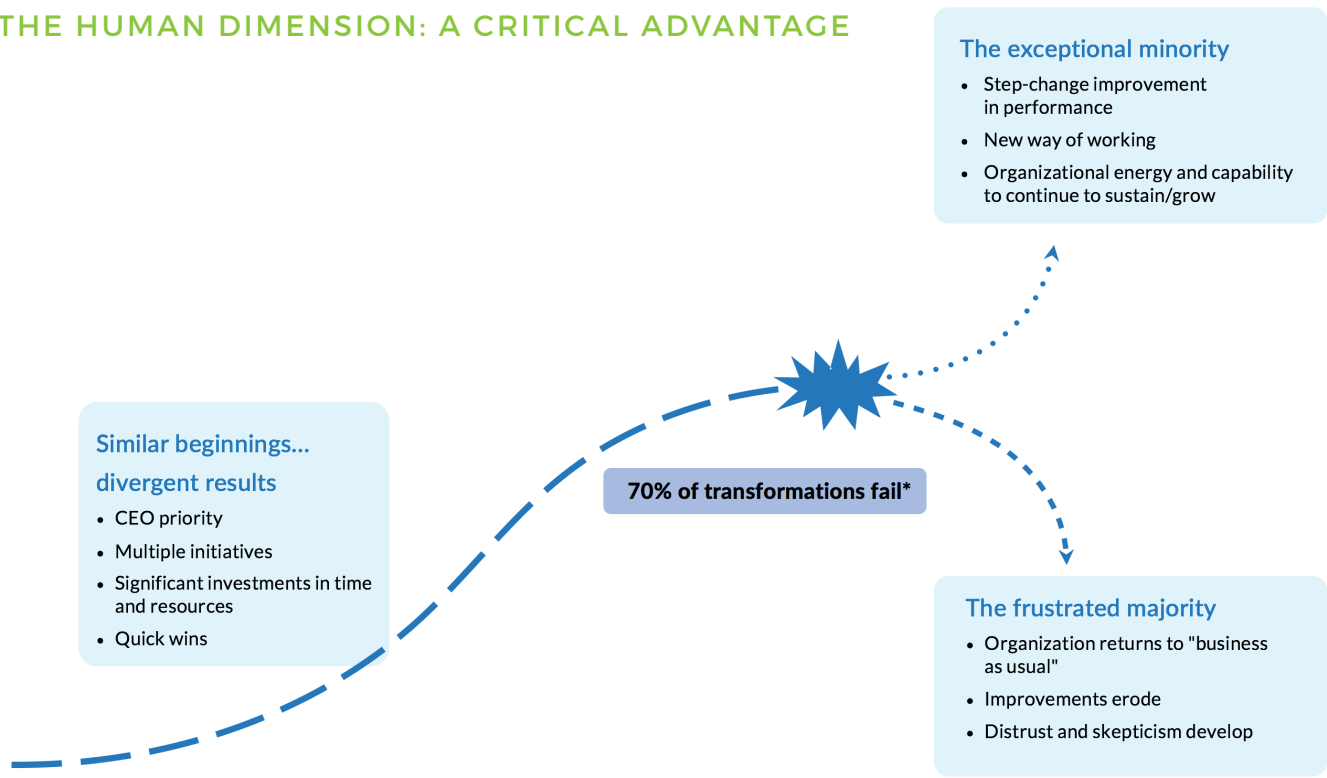 THE HUMAN DIMENSION: A CRITICAL ADVANTAGE
The exceptional minority
• Step-change improvement
in performance
• New way of working
• Organizational energy and capability
to continue to sustain/grow
Similar beginnings...
divergent results
• CEO priority
• Multiple initiatives
• Significant investments in time
and resources
• Quick wins
70% of transformations fail*
The frustrated majority
• Organization returns to "business
as usual"
• Improvements erode
• Distrust and skepticism develop